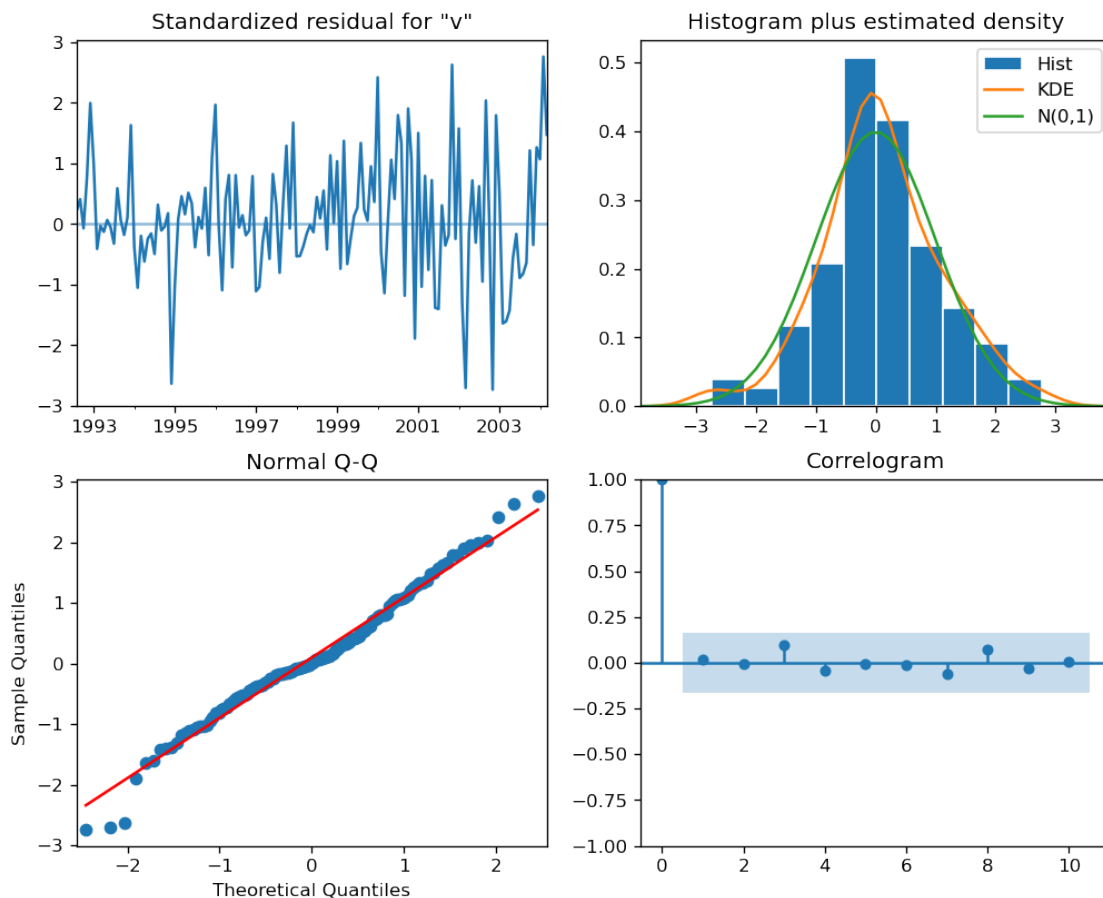 Standardized residual for "v"
3
2
1
0
−1
−2
−3
1993 1995 1997 1999 2001 2003
Histogram plus estimated density
Hist
KDE
N(0,1)
0.5
0.4
0.3
0.2
0.1
0.0
−3 −2 −1 0 1 2 3
Normal Q-Q
Sample Quantiles
3
2
1
0
−1
−2
−3
−2 −1 0 1 2
Theoretical Quantiles
Correlogram
1.00
0.75
0.50
0.25
0.00
−0.25
−0.50
−0.75
−1.00
0 2 4 6 8 10